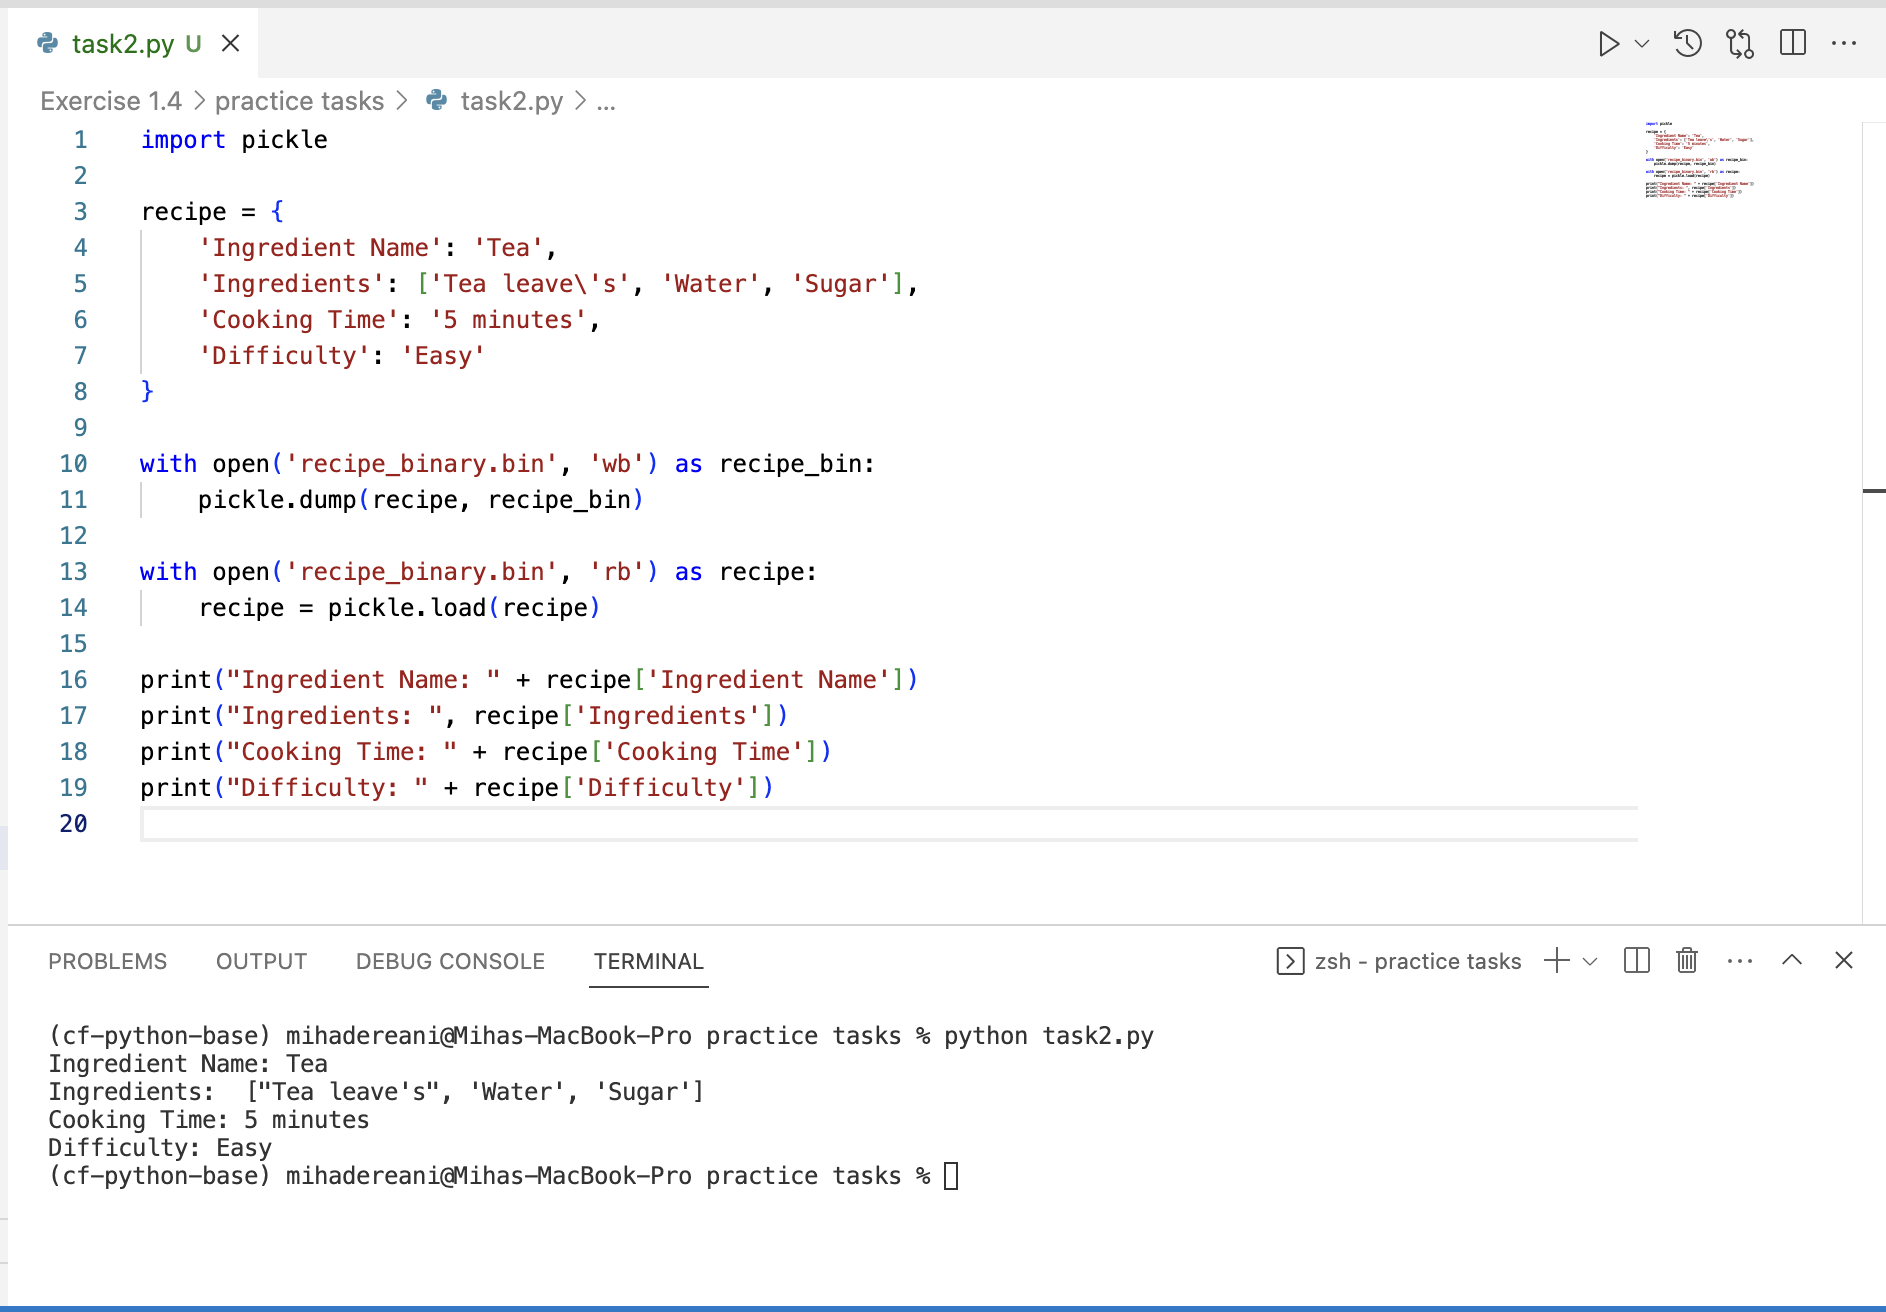 task2.py U
Exercise 1.4 > practice tasks > task2.py > ...
1 import pickle
2
3 recipe = {
4     'Ingredient Name': 'Tea',
5     'Ingredients': ['Tea leave\'s', 'Water', 'Sugar'],
6     'Cooking Time': '5 minutes',
7     'Difficulty': 'Easy'
8 }
9
10 with open('recipe_binary.bin', 'wb') as recipe_bin:
11     pickle.dump(recipe, recipe_bin)
12
13 with open('recipe_binary.bin', 'rb') as recipe:
14     recipe = pickle.load(recipe)
15
16 print("Ingredient Name: " + recipe['Ingredient Name'])
17 print("Ingredients: ", recipe['Ingredients'])
18 print("Cooking Time: " + recipe['Cooking Time'])
19 print("Difficulty: " + recipe['Difficulty'])
20
PROBLEMS OUTPUT DEBUG CONSOLE TERMINAL zsh - practice tasks
(cf-python-base) mihadereani@Mihas-MacBook-Pro practice tasks % python task2.py
Ingredient Name: Tea
Ingredients:  ["Tea leave's", 'Water', 'Sugar']
Cooking Time: 5 minutes
Difficulty: Easy
(cf-python-base) mihadereani@Mihas-MacBook-Pro practice tasks %